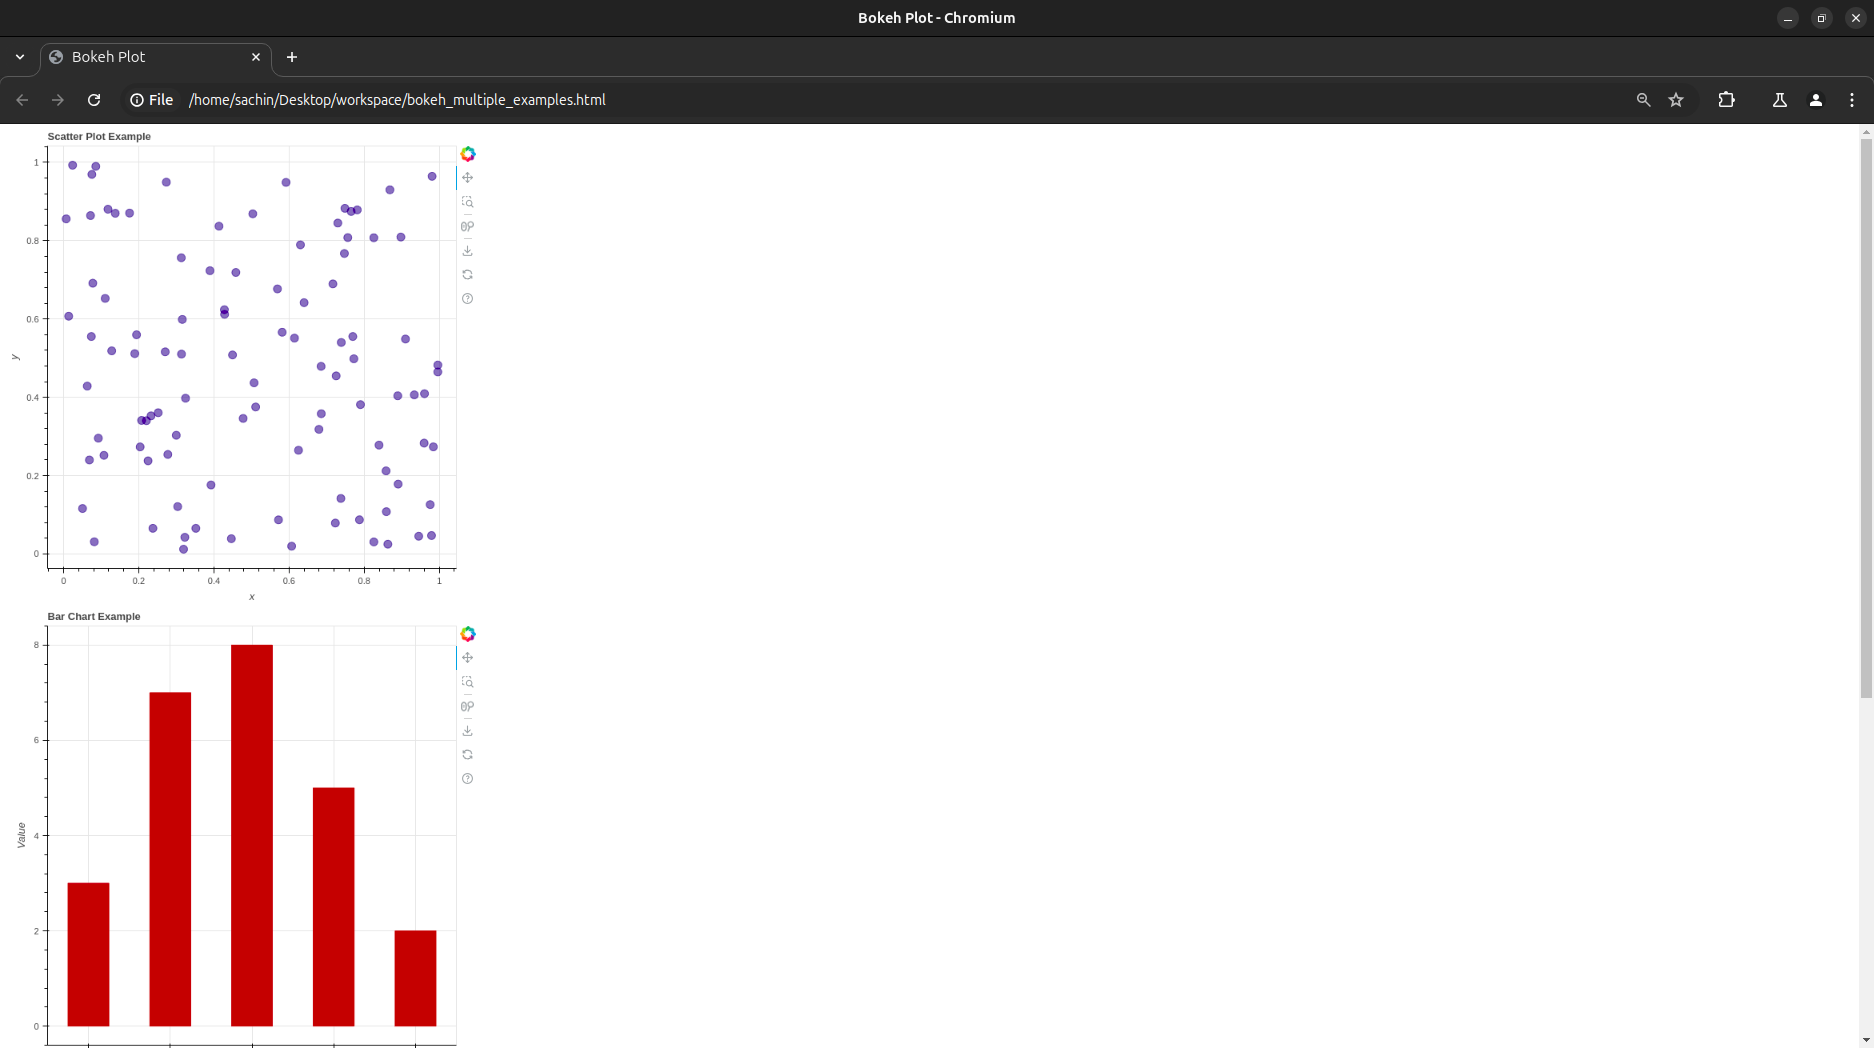 Bokeh Plot - Chromium
Bokeh Plot
File /home/sachin/Desktop/workspace/bokeh_multiple_examples.html
Scatter Plot Example
1
0.8
0.6
y
0.4
0.2
0
0 0.2 0.4 0.6 0.8 1
x
Bar Chart Example
8
6
Value
4
2
0